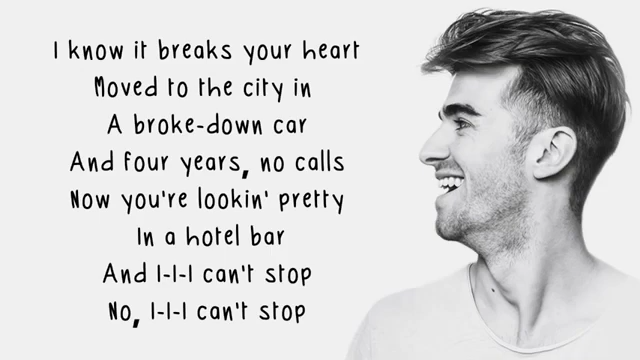 I know it breaks your heart
Moved to the city in
A broke-down car
And four years, no calls
Now you're lookin' pretty
In a hotel bar
And I-I-I can't stop
No, I-I-I can't stop